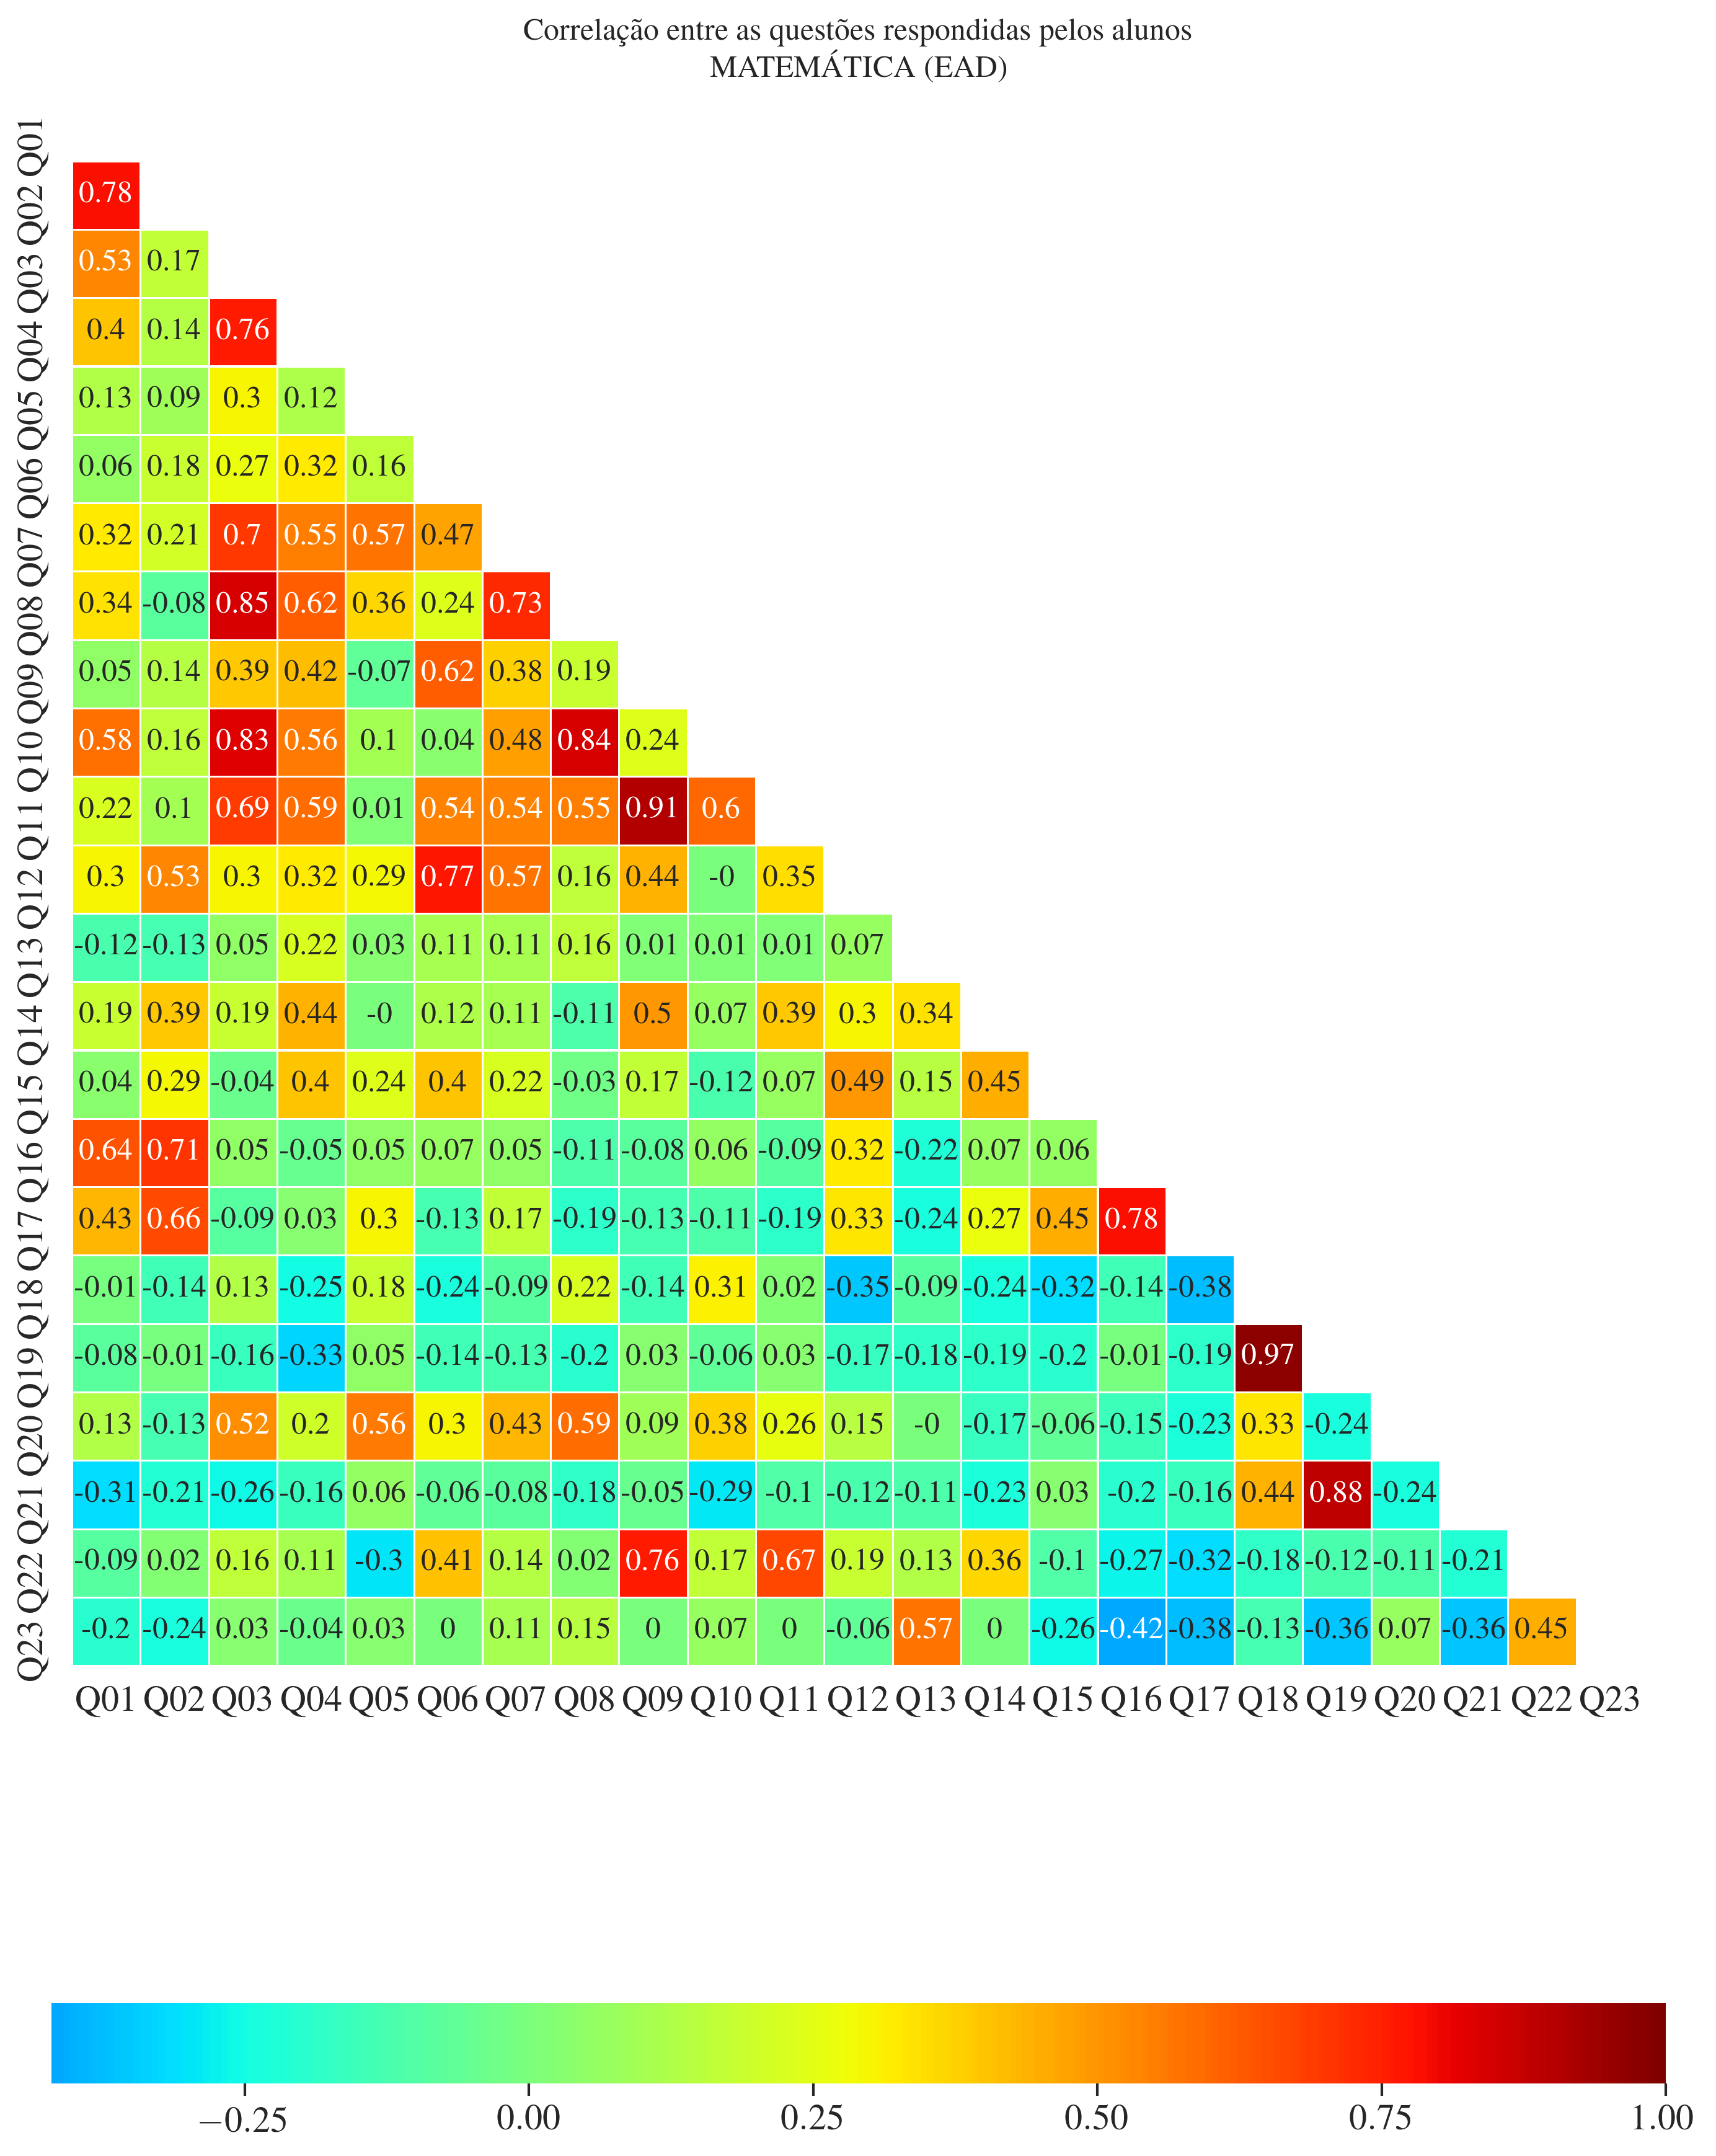 Correlação entre as questões respondidas pelos alunos
MATEMÁTICA (EAD)
Q01
Q02 0.78
Q03 0.53 0.17
Q04 0.4 0.14 0.76
Q05 0.13 0.09 0.3 0.12
Q06 0.06 0.18 0.27 0.32 0.16
Q07 0.32 0.21 0.7 0.55 0.57 0.47
Q08 0.34 -0.08 0.85 0.62 0.36 0.24 0.73
Q09 0.05 0.14 0.39 0.42 -0.07 0.62 0.38 0.19
Q10 0.58 0.16 0.83 0.56 0.1 0.04 0.48 0.84 0.24
Q11 0.22 0.1 0.69 0.59 0.01 0.54 0.54 0.55 0.91 0.6
Q12 0.3 0.53 0.3 0.32 0.29 0.77 0.57 0.16 0.44 -0 0.35
Q13 -0.12 -0.13 0.05 0.22 0.03 0.11 0.11 0.16 0.01 0.01 0.01 0.07
Q14 0.19 0.39 0.19 0.44 -0 0.12 0.11 -0.11 0.5 0.07 0.39 0.3 0.34
Q15 0.04 0.29 -0.04 0.4 0.24 0.4 0.22 -0.03 0.17 -0.12 0.07 0.49 0.15 0.45
Q16 0.64 0.71 0.05 -0.05 0.05 0.07 0.05 -0.11 -0.08 0.06 -0.09 0.32 -0.22 0.07 0.06
Q17 0.43 0.66 -0.09 0.03 0.3 -0.13 0.17 -0.19 -0.13 -0.11 -0.19 0.33 -0.24 0.27 0.45 0.78
Q18 -0.01 -0.14 0.13 -0.25 0.18 -0.24 -0.09 0.22 -0.14 0.31 0.02 -0.35 -0.09 -0.24 -0.32 -0.14 -0.38
Q19 -0.08 -0.01 -0.16 -0.33 0.05 -0.14 -0.13 -0.2 0.03 -0.06 0.03 -0.17 -0.18 -0.19 -0.2 -0.01 -0.19 0.97
Q20 0.13 -0.13 0.52 0.2 0.56 0.3 0.43 0.59 0.09 0.38 0.26 0.15 -0 -0.17 -0.06 -0.15 -0.23 0.33 -0.24
Q21 -0.31 -0.21 -0.26 -0.16 0.06 -0.06 -0.08 -0.18 -0.05 -0.29 -0.1 -0.12 -0.11 -0.23 0.03 -0.2 -0.16 0.44 0.88 -0.24
Q22 -0.09 0.02 0.16 0.11 -0.3 0.41 0.14 0.02 0.76 0.17 0.67 0.19 0.13 0.36 -0.1 -0.27 -0.32 -0.18 -0.12 -0.11 -0.21
Q23 -0.2 -0.24 0.03 -0.04 0.03 0 0.11 0.15 0 0.07 0 -0.06 0.57 0 -0.26 -0.42 -0.38 -0.13 -0.36 0.07 -0.36 0.45
Q01 Q02 Q03 Q04 Q05 Q06 Q07 Q08 Q09 Q10 Q11 Q12 Q13 Q14 Q15 Q16 Q17 Q18 Q19 Q20 Q21 Q22 Q23
−0.25 0.00 0.25 0.50 0.75 1.00